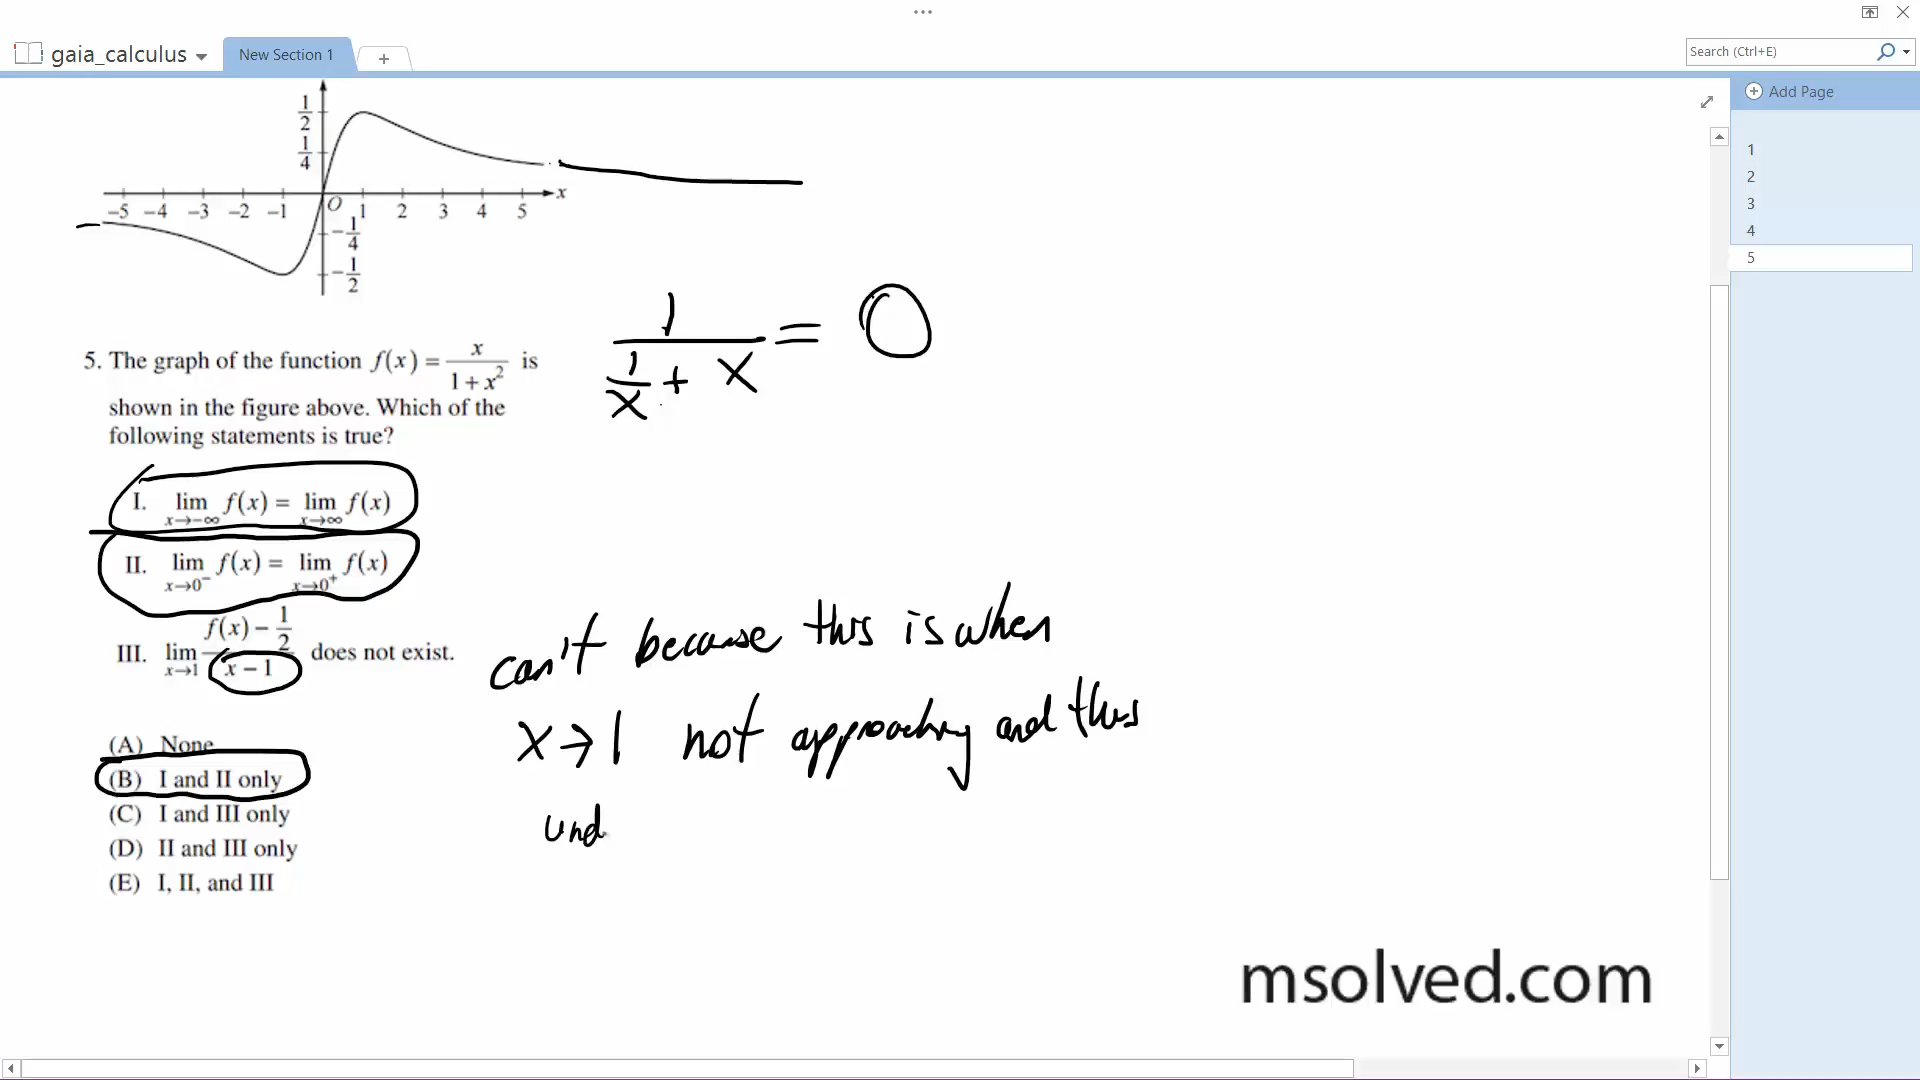 gaia_calculus
New Section 1
+
Search (Ctrl+E)
Add Page
1
2
3
4
5
1/2
1/4
-5 -4 -3 -2 -1 O 1 2 3 4 5 x
-1/4
-1/2
1/(1/x + x) = 0
5. The graph of the function f(x) = x/(1+x²) is
shown in the figure above. Which of the
following statements is true?
I. lim x→-∞ f(x) = lim x→∞ f(x)
II. lim x→0⁻ f(x) = lim x→0⁺ f(x)
III. lim x→1 (f(x) - 1/2)/(x - 1) does not exist.
can't because this is when
x → 1 not approaching and thus
und
(A) None
(B) I and II only
(C) I and III only
(D) II and III only
(E) I, II, and III
msolved.com